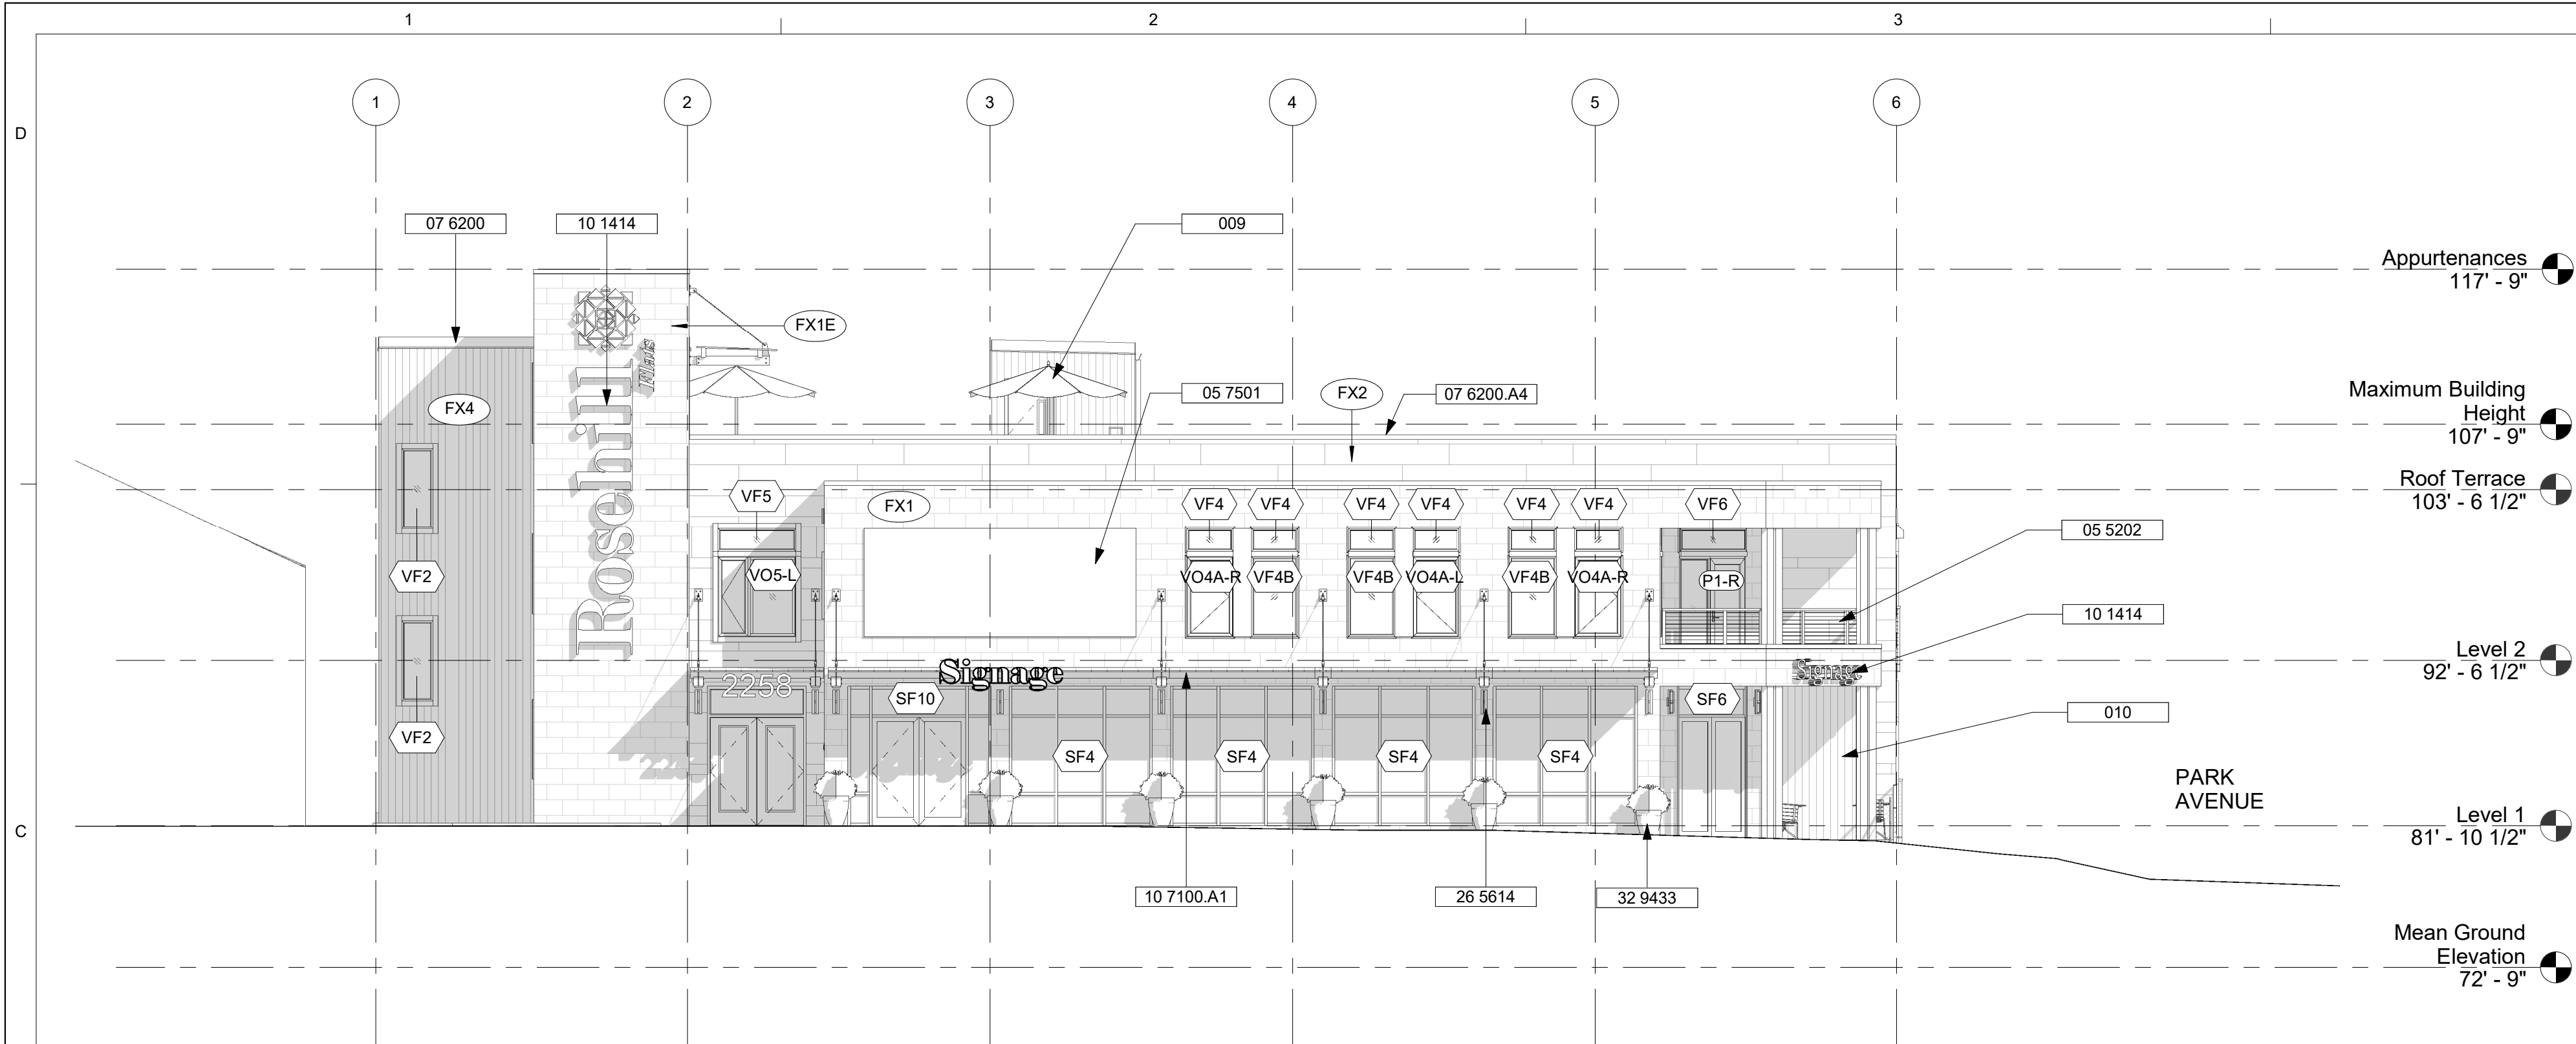 1
2
3
1
2
3
4
5
6
D
07 6200
10 1414
009
Appurtenances
117' - 9"
FX1E
Flats
05 7501
FX2
07 6200.A4
Maximum Building
Height
107' - 9"
FX4
Rosehill
Roof Terrace
103' - 6 1/2"
VF5
FX1
VF4
VF4
VF4
VF4
VF4
VF4
VF6
05 5202
VF2
VO5-L
VO4A-R
VF4B
VF4B
VO4A-L
VF4B
VO4A-R
P1-R
10 1414
Level 2
92' - 6 1/2"
Signage
Signage
2258
SF10
SF6
010
VF2
SF4
SF4
SF4
SF4
PARK
AVENUE
C
Level 1
81' - 10 1/2"
10 7100.A1
26 5614
32 9433
Mean Ground
Elevation
72' - 9"